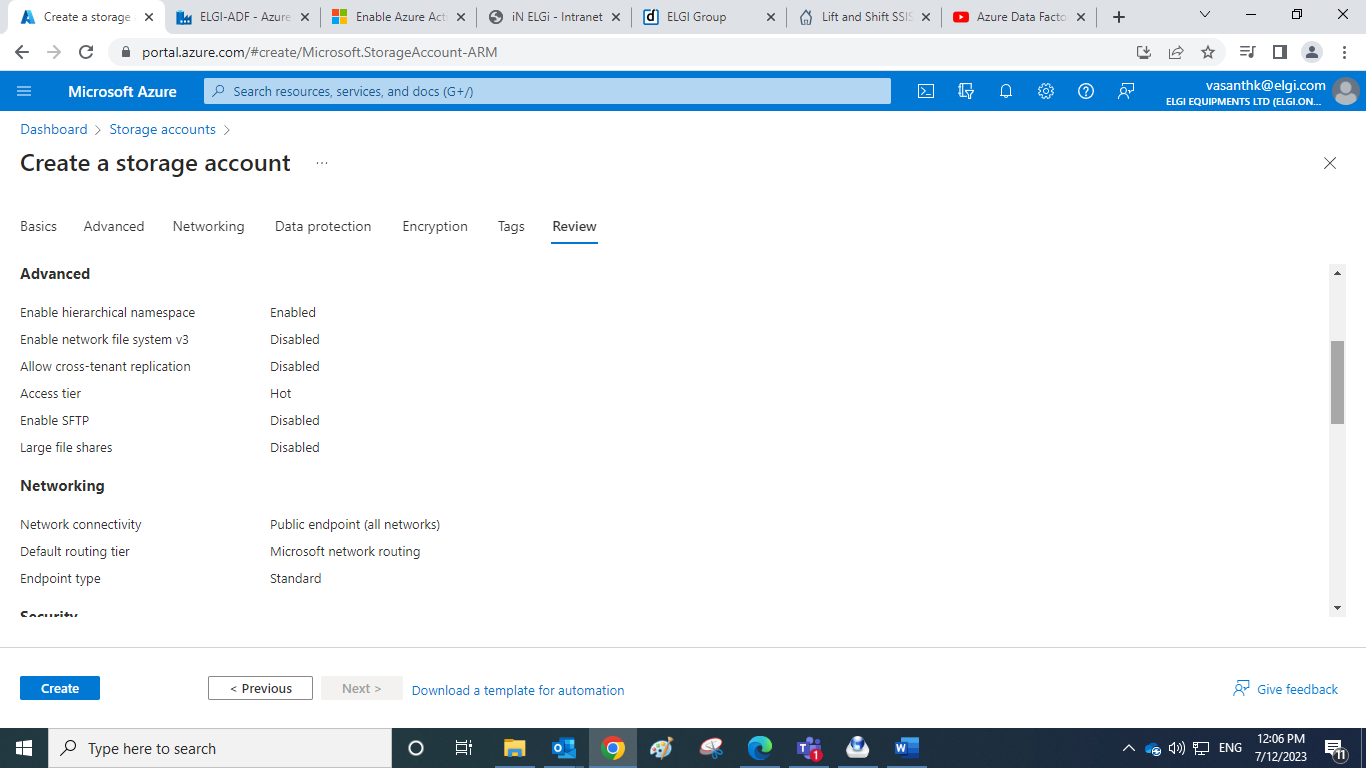 Create a storage
ELGI-ADF - Azure
Enable Azure Act
iN ELGi - Intranet
d
ELGI Group
Lift and Shift SSIS
Azure Data Facto
portal.azure.com/#create/Microsoft.StorageAccount-ARM
Microsoft Azure
Search resources, services, and docs (G+/)
vasanthk@elgi.com
ELGI EQUIPMENTS LTD (ELGI.ON...
Dashboard > Storage accounts >
Create a storage account ...
Basics Advanced Networking Data protection Encryption Tags Review
Advanced
Enable hierarchical namespace Enabled
Enable network file system v3 Disabled
Allow cross-tenant replication Disabled
Access tier Hot
Enable SFTP Disabled
Large file shares Disabled
Networking
Network connectivity Public endpoint (all networks)
Default routing tier Microsoft network routing
Endpoint type Standard
Security
Create < Previous Next > Download a template for automation Give feedback
Type here to search
1
ENG
12:06 PM
7/12/2023
11